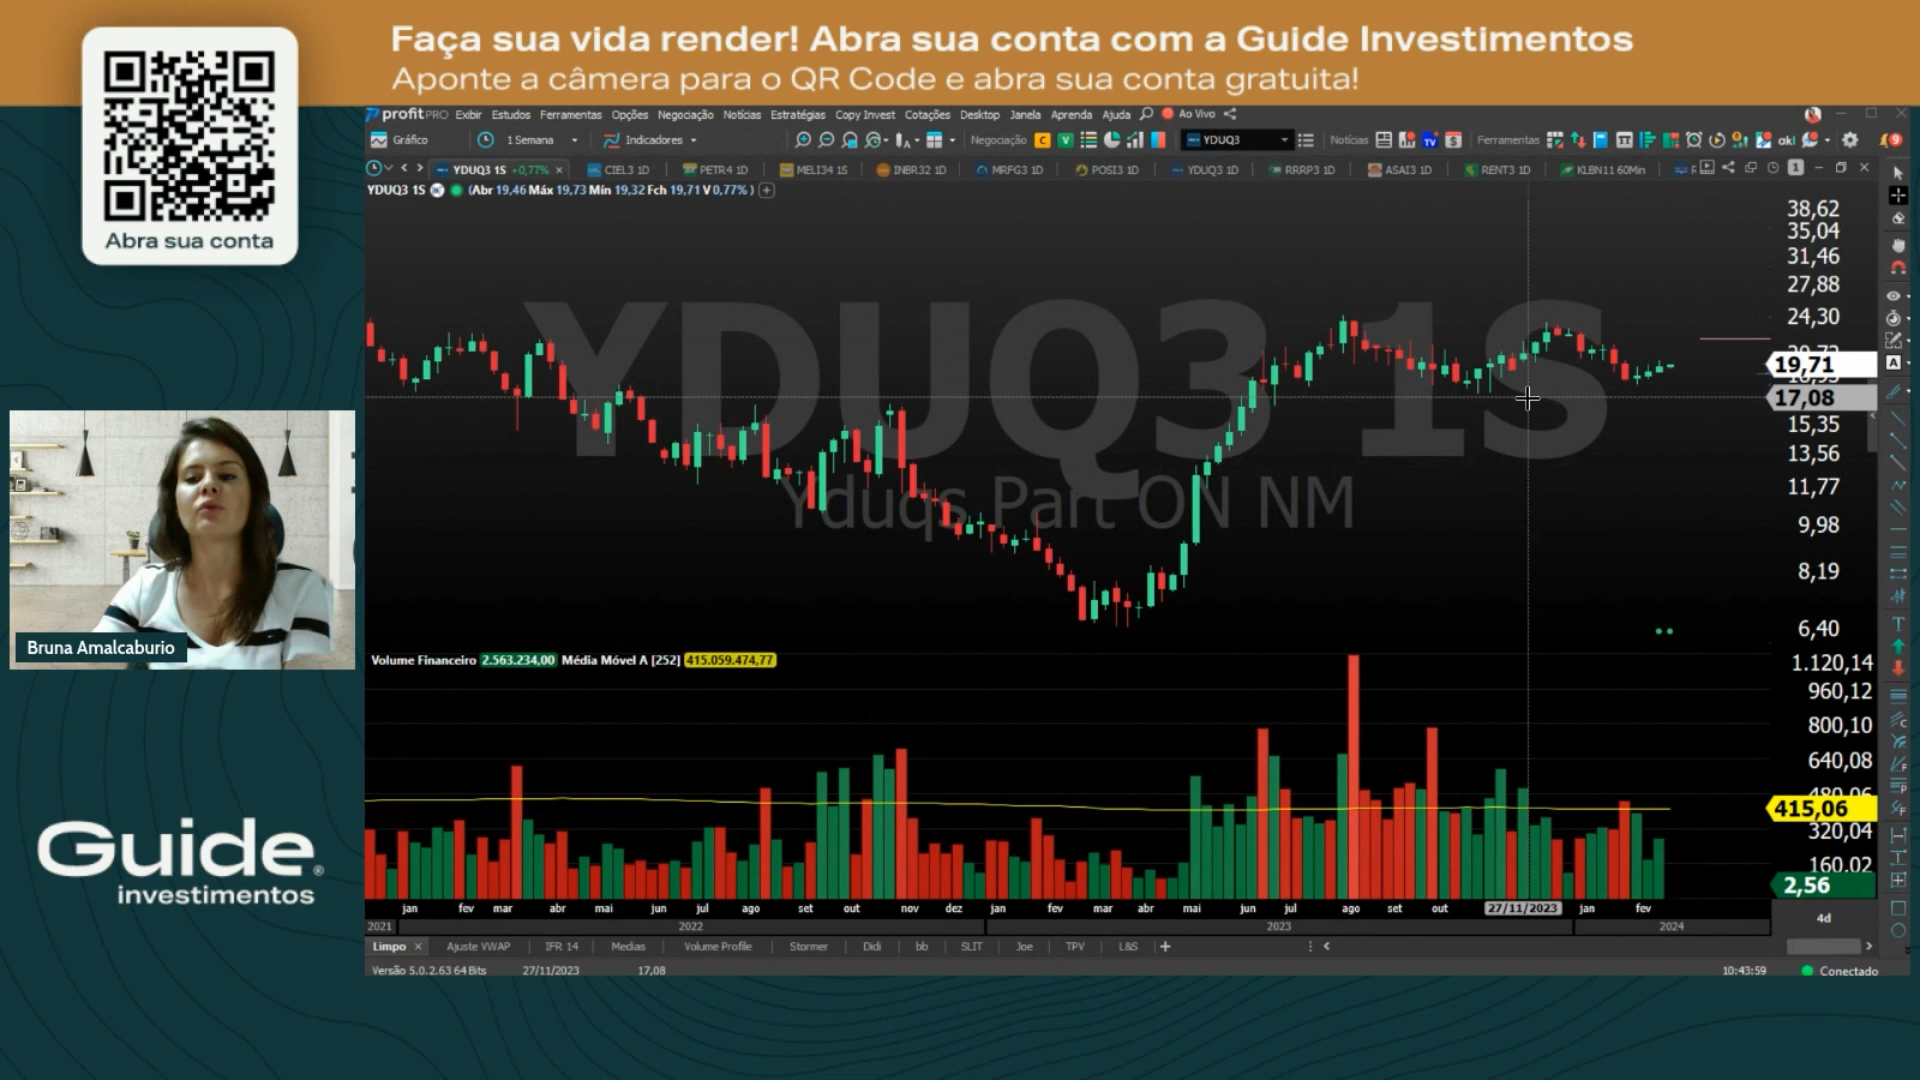 Faça sua vida render! Abra sua conta com a Guide Investimentos
Aponte a câmera para o QR Code e abra sua conta gratuita!
Abra sua conta
profit PRO Exibir Estudos Ferramentas Opções Negociação Notícias Estratégias Copy Invest Cotações Desktop Janela Aprenda Ajuda Ao Vivo
Gráfico 1 Semana Indicadores Negociação C V YDUQ3 Notícias Ferramentas 9
YDUQ3 1S +0,77% CIEL3 1D PETR4 1D MELI34 1S INBR32 1D MRFG3 1D POSI3 1D YDUQ3 1D RRRP3 1D ASAI3 1D RENT3 1D KLBN11 60Min 1
YDUQ3 1S (Abr 19,46 Máx 19,73 Mín 19,32 Fch 19,71 V 0,77% )
38,62
35,04
31,46
27,88
24,30
19,71
17,08
15,35
13,56
11,77
9,98
8,19
6,40
YDUQ3 1S
Yduqs Part ON NM
Volume Financeiro 2.563.234,00 Média Móvel A [252] 415.059.474,77
1.120,14
960,12
800,10
640,08
415,06
320,04
160,02
2,56
jan fev mar abr mai jun jul ago set out nov dez jan fev mar abr mai jun jul ago set out 27/11/2023 jan fev
4d
2021 2022 2023 2024
Limpo Ajuste VWAP IFR 14 Medias Volume Profile Stormer Didi bb SLIT Joe TPV L&S
Versão 5.0.2.63 64 Bits 27/11/2023 17,08 10:43:59 Conectado
Bruna Amalcaburio
Guide
investimentos